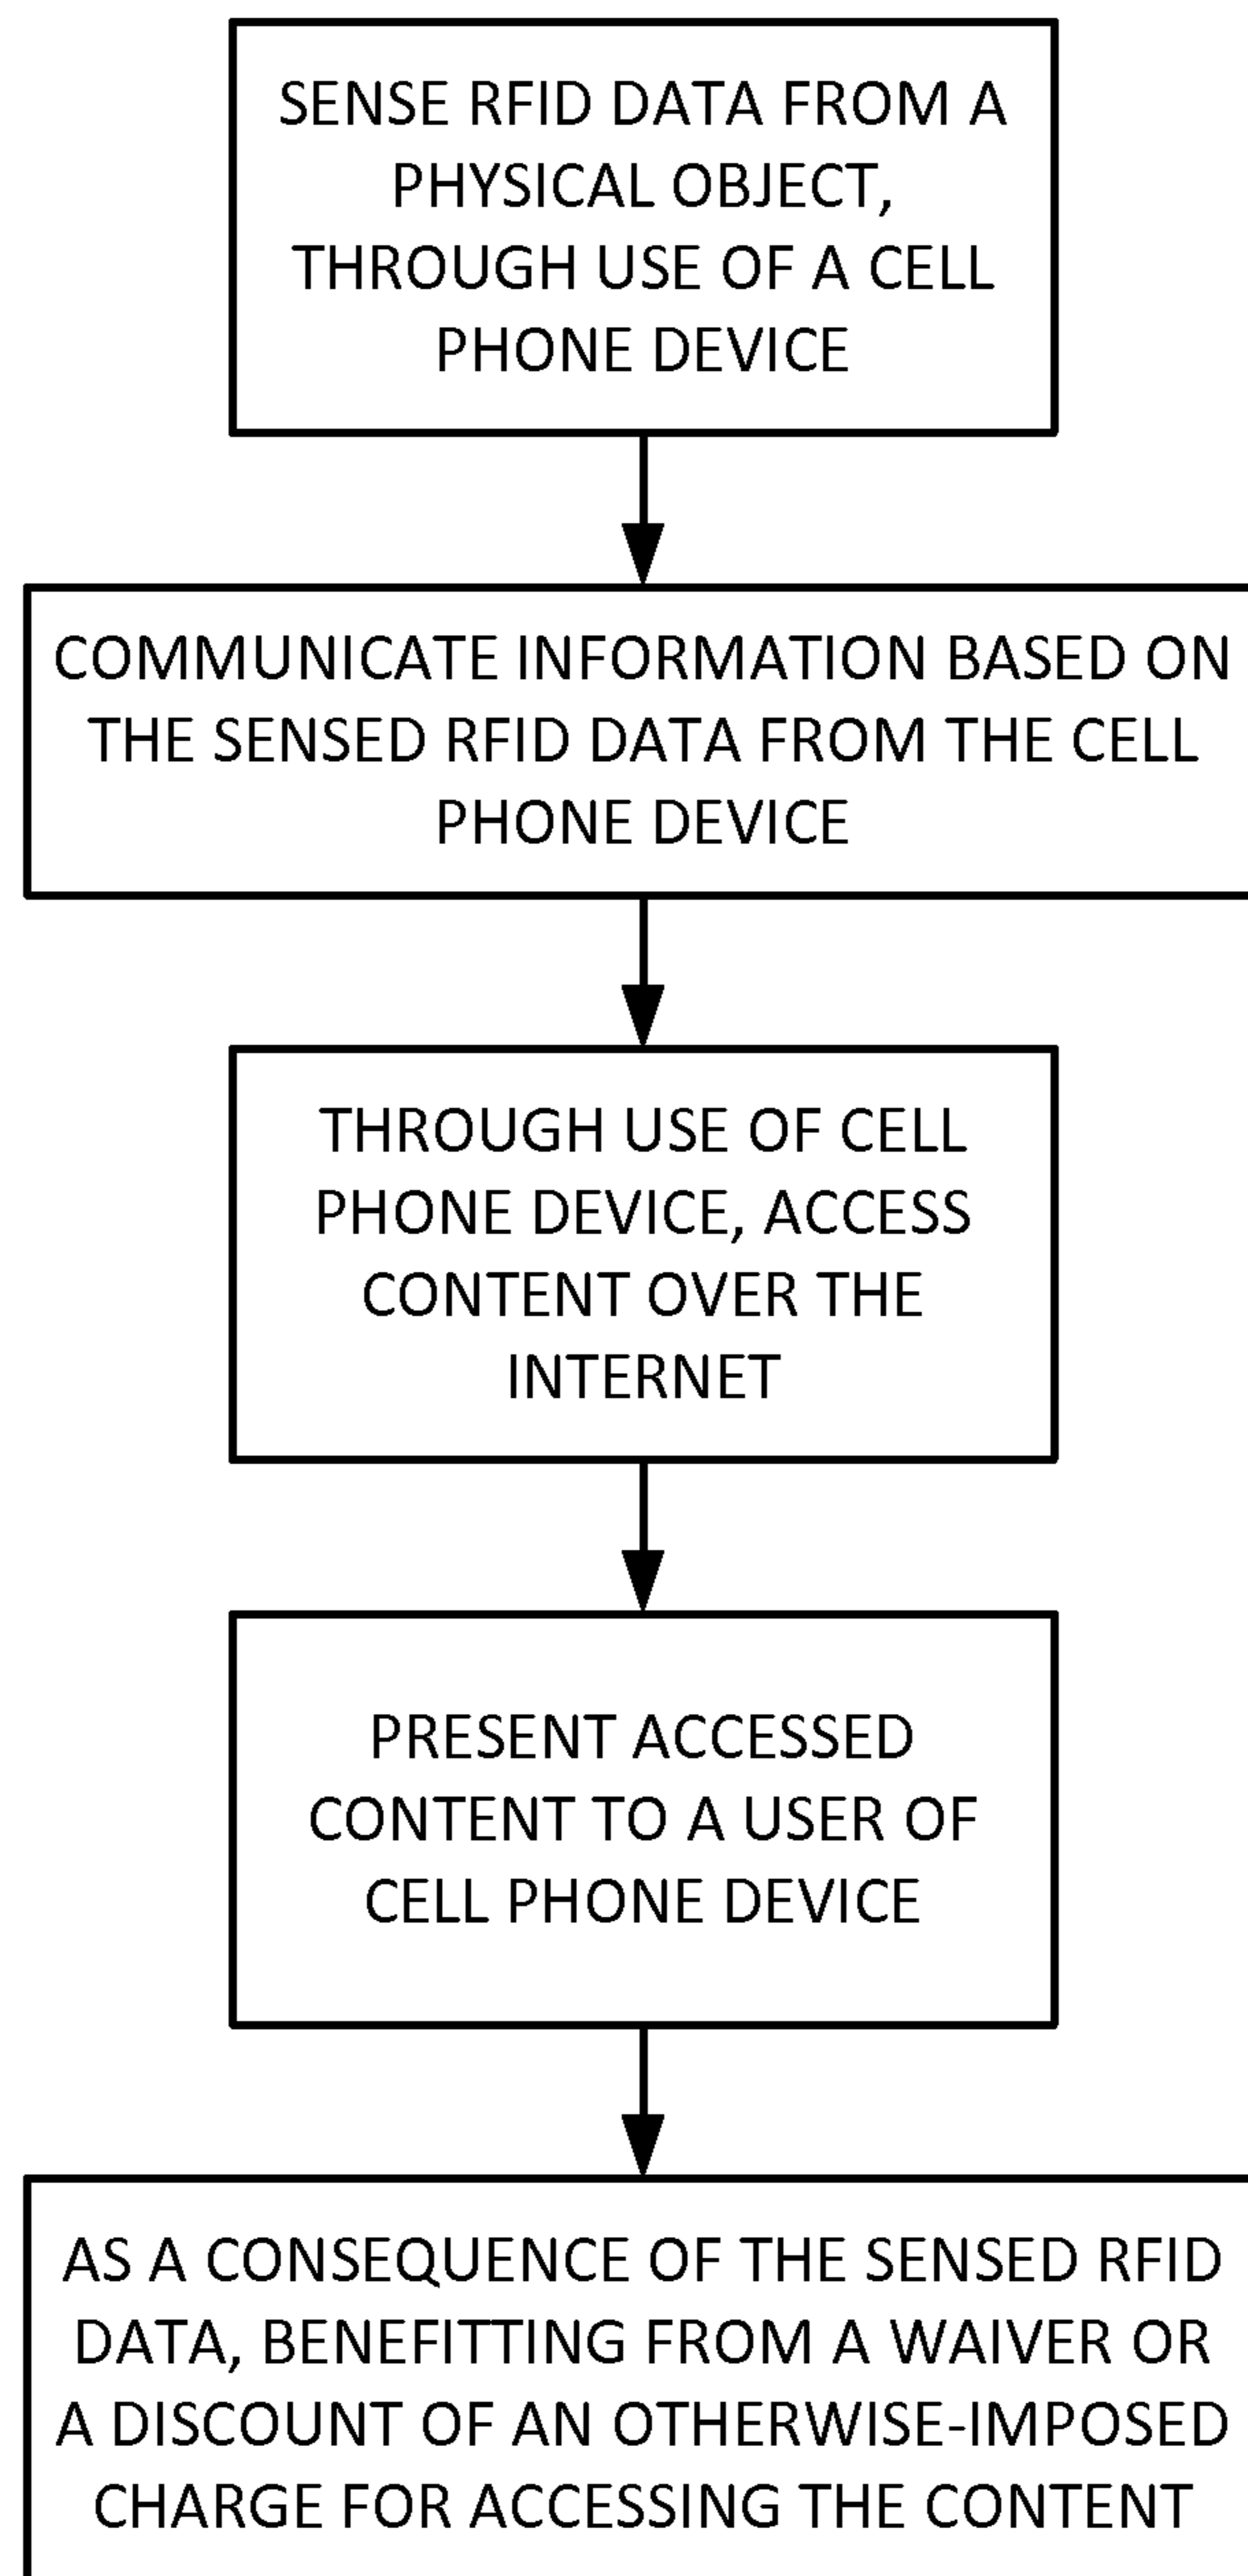 SENSE RFID DATA FROM A
PHYSICAL OBJECT,
THROUGH USE OF A CELL
PHONE DEVICE
COMMUNICATE INFORMATION BASED ON
THE SENSED RFID DATA FROM THE CELL
PHONE DEVICE
THROUGH USE OF CELL
PHONE DEVICE, ACCESS
CONTENT OVER THE
INTERNET
PRESENT ACCESSED
CONTENT TO A USER OF
CELL PHONE DEVICE
AS A CONSEQUENCE OF THE SENSED RFID
DATA, BENEFITTING FROM A WAIVER OR
A DISCOUNT OF AN OTHERWISE-IMPOSED
CHARGE FOR ACCESSING THE CONTENT